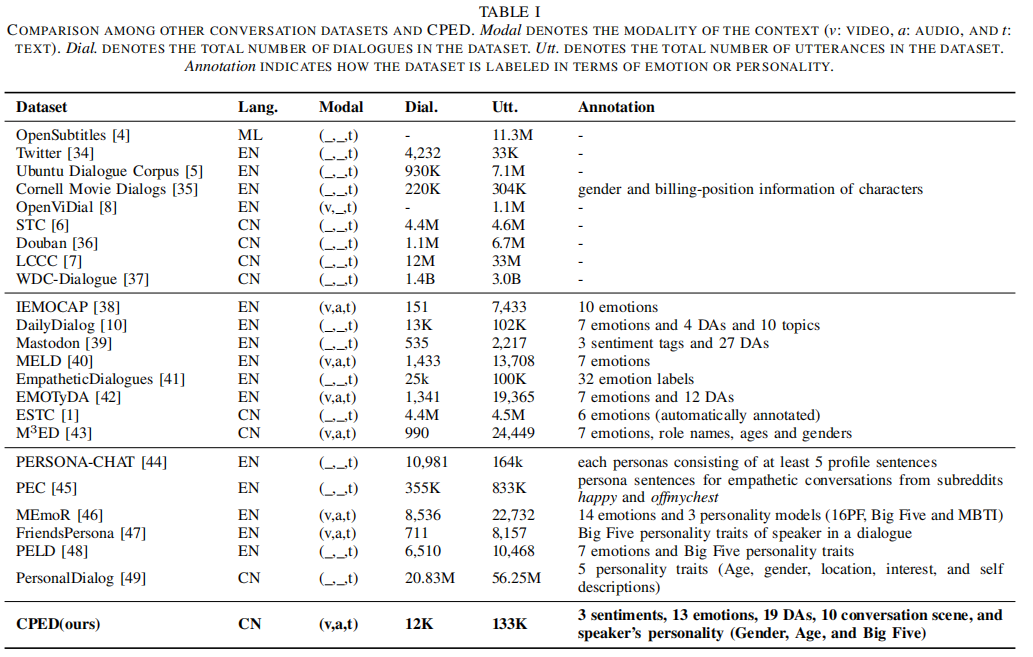 TABLE I
COMPARISON AMONG OTHER CONVERSATION DATASETS AND CPED. Modal DENOTES THE MODALITY OF THE CONTEXT (v: VIDEO, a: AUDIO, AND t:
TEXT). Dial. DENOTES THE TOTAL NUMBER OF DIALOGUES IN THE DATASET. Utt. DENOTES THE TOTAL NUMBER OF UTTERANCES IN THE DATASET.
Annotation INDICATES HOW THE DATASET IS LABELED IN TERMS OF EMOTION OR PERSONALITY.
Dataset Lang. Modal Dial. Utt. Annotation
OpenSubtitles [4] ML (_,_,t) - 11.3M -
Twitter [34] EN (_,_,t) 4,232 33K -
Ubuntu Dialogue Corpus [5] EN (_,_,t) 930K 7.1M -
Cornell Movie Dialogs [35] EN (_,_,t) 220K 304K gender and billing-position information of characters
OpenViDial [8] EN (v,_,t) - 1.1M -
STC [6] CN (_,_,t) 4.4M 4.6M -
Douban [36] CN (_,_,t) 1.1M 6.7M -
LCCC [7] CN (_,_,t) 12M 33M -
WDC-Dialogue [37] CN (_,_,t) 1.4B 3.0B -
IEMOCAP [38] EN (v,a,t) 151 7,433 10 emotions
DailyDialog [10] EN (_,_,t) 13K 102K 7 emotions and 4 DAs and 10 topics
Mastodon [39] EN (_,_,t) 535 2,217 3 sentiment tags and 27 DAs
MELD [40] EN (v,a,t) 1,433 13,708 7 emotions
EmpatheticDialogues [41] EN (_,_,t) 25k 100K 32 emotion labels
EMOTyDA [42] EN (v,a,t) 1,341 19,365 7 emotions and 12 DAs
ESTC [1] CN (_,_,t) 4.4M 4.5M 6 emotions (automatically annotated)
M³ED [43] CN (v,a,t) 990 24,449 7 emotions, role names, ages and genders
PERSONA-CHAT [44] EN (_,_,t) 10,981 164k each personas consisting of at least 5 profile sentences
PEC [45] EN (_,_,t) 355K 833K persona sentences for empathetic conversations from subreddits
happy and offmychest
MEmoR [46] EN (v,a,t) 8,536 22,732 14 emotions and 3 personality models (16PF, Big Five and MBTI)
FriendsPersona [47] EN (v,a,t) 711 8,157 Big Five personality traits of speaker in a dialogue
PELD [48] EN (_,_,t) 6,510 10,468 7 emotions and Big Five personality traits
PersonalDialog [49] CN (_,_,t) 20.83M 56.25M 5 personality traits (Age, gender, location, interest, and self
descriptions)
CPED(ours) CN (v,a,t) 12K 133K 3 sentiments, 13 emotions, 19 DAs, 10 conversation scene, and
speaker's personality (Gender, Age, and Big Five)